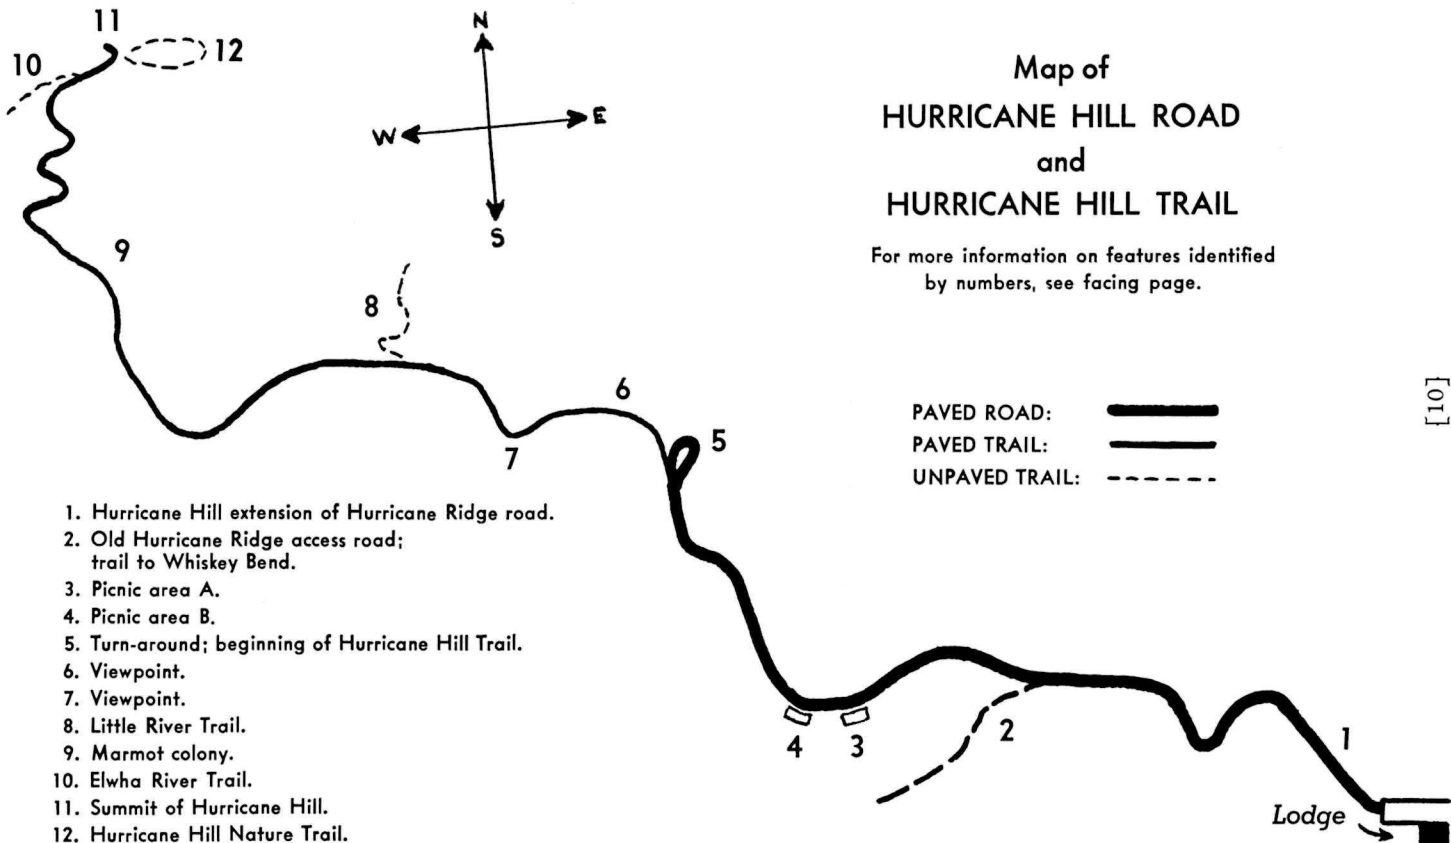 Map of
HURRICANE HILL ROAD
and
HURRICANE HILL TRAIL
For more information on features identified
by numbers, see facing page.
N
W
E
S
11
12
10
9
8
6
7
5
4
3
2
1
Lodge
PAVED ROAD:
PAVED TRAIL:
UNPAVED TRAIL:
[10]
1. Hurricane Hill extension of Hurricane Ridge road.
2. Old Hurricane Ridge access road;
trail to Whiskey Bend.
3. Picnic area A.
4. Picnic area B.
5. Turn-around; beginning of Hurricane Hill Trail.
6. Viewpoint.
7. Viewpoint.
8. Little River Trail.
9. Marmot colony.
10. Elwha River Trail.
11. Summit of Hurricane Hill.
12. Hurricane Hill Nature Trail.